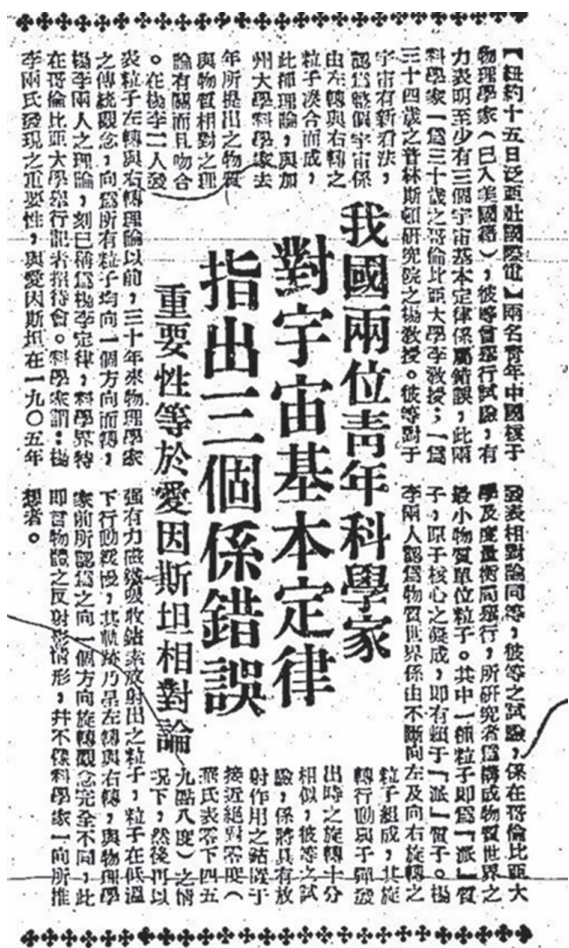 我國兩位青年科學家
對宇宙基本定律
指出三個係錯誤
重要性等於愛因斯坦相對論
【紐約十五日泛亞社國際電】兩名青年中國核子
物理學家(已入美國籍),彼等曾舉行試驗,有
力表明至少有三個宇宙基本定律係屬錯誤,此兩
科學家一爲三十歲之哥倫比亞大學李教授;一爲
三十四歲之普林斯頓研究院之楊教授。彼等對于
宇宙有新看法,
認爲整個宇宙係
由左轉與右轉之
粒子湊合而成,
此種理論,與加
州大學科學家去
年所提出之物質
與物質相對之理
論有關而且吻合
。在楊李二人發
表粒子左轉與右轉理論以前,三十年來物理學家
之傳統觀念,向爲所有粒子均向一個方向而轉,
楊李兩人之理論,刻已稱爲楊李定律,科學界特
在哥倫比亞大學舉行記者招待會。科學家謂:楊
李兩氏發現之重要性,與愛因斯坦在一九〇五年
發表相對論同等,彼等之試驗,係在哥倫比亞大
學及度量衡局舉行,所研究者爲構成物質世界之
最小物質單位粒子。其中一種粒子即爲「派」質
子,原子核心之凝成,即有賴于「派」質子。楊
李兩人認爲物質世界係由不斷向左及向右旋轉之
粒子組成,其旋
轉行動與子彈發
出時之旋轉十分
相似,彼等之試
驗,係將具有放
射作用之鈷置于
接近絕對零度(
華氏表零下四五
九點八度)之情
況下,然後再以
强有力磁吸收鈷素放射出之粒子,粒子在低溫
下行動緩慢,其軌跡乃呈左轉與右轉,與物理學
家前所認爲之向一個方向旋轉觀念完全不同,此
即言物體之反射影情形,并不像科學家一向所推
想者。